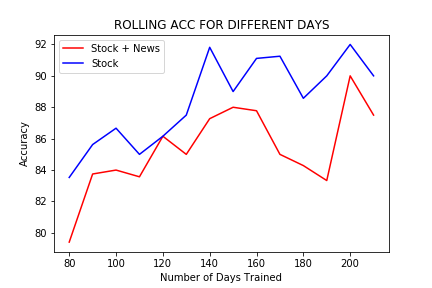 ROLLING ACC FOR DIFFERENT DAYS
Stock + News
Stock
Accuracy
92
90
88
86
84
82
80
80 100 120 140 160 180 200
Number of Days Trained